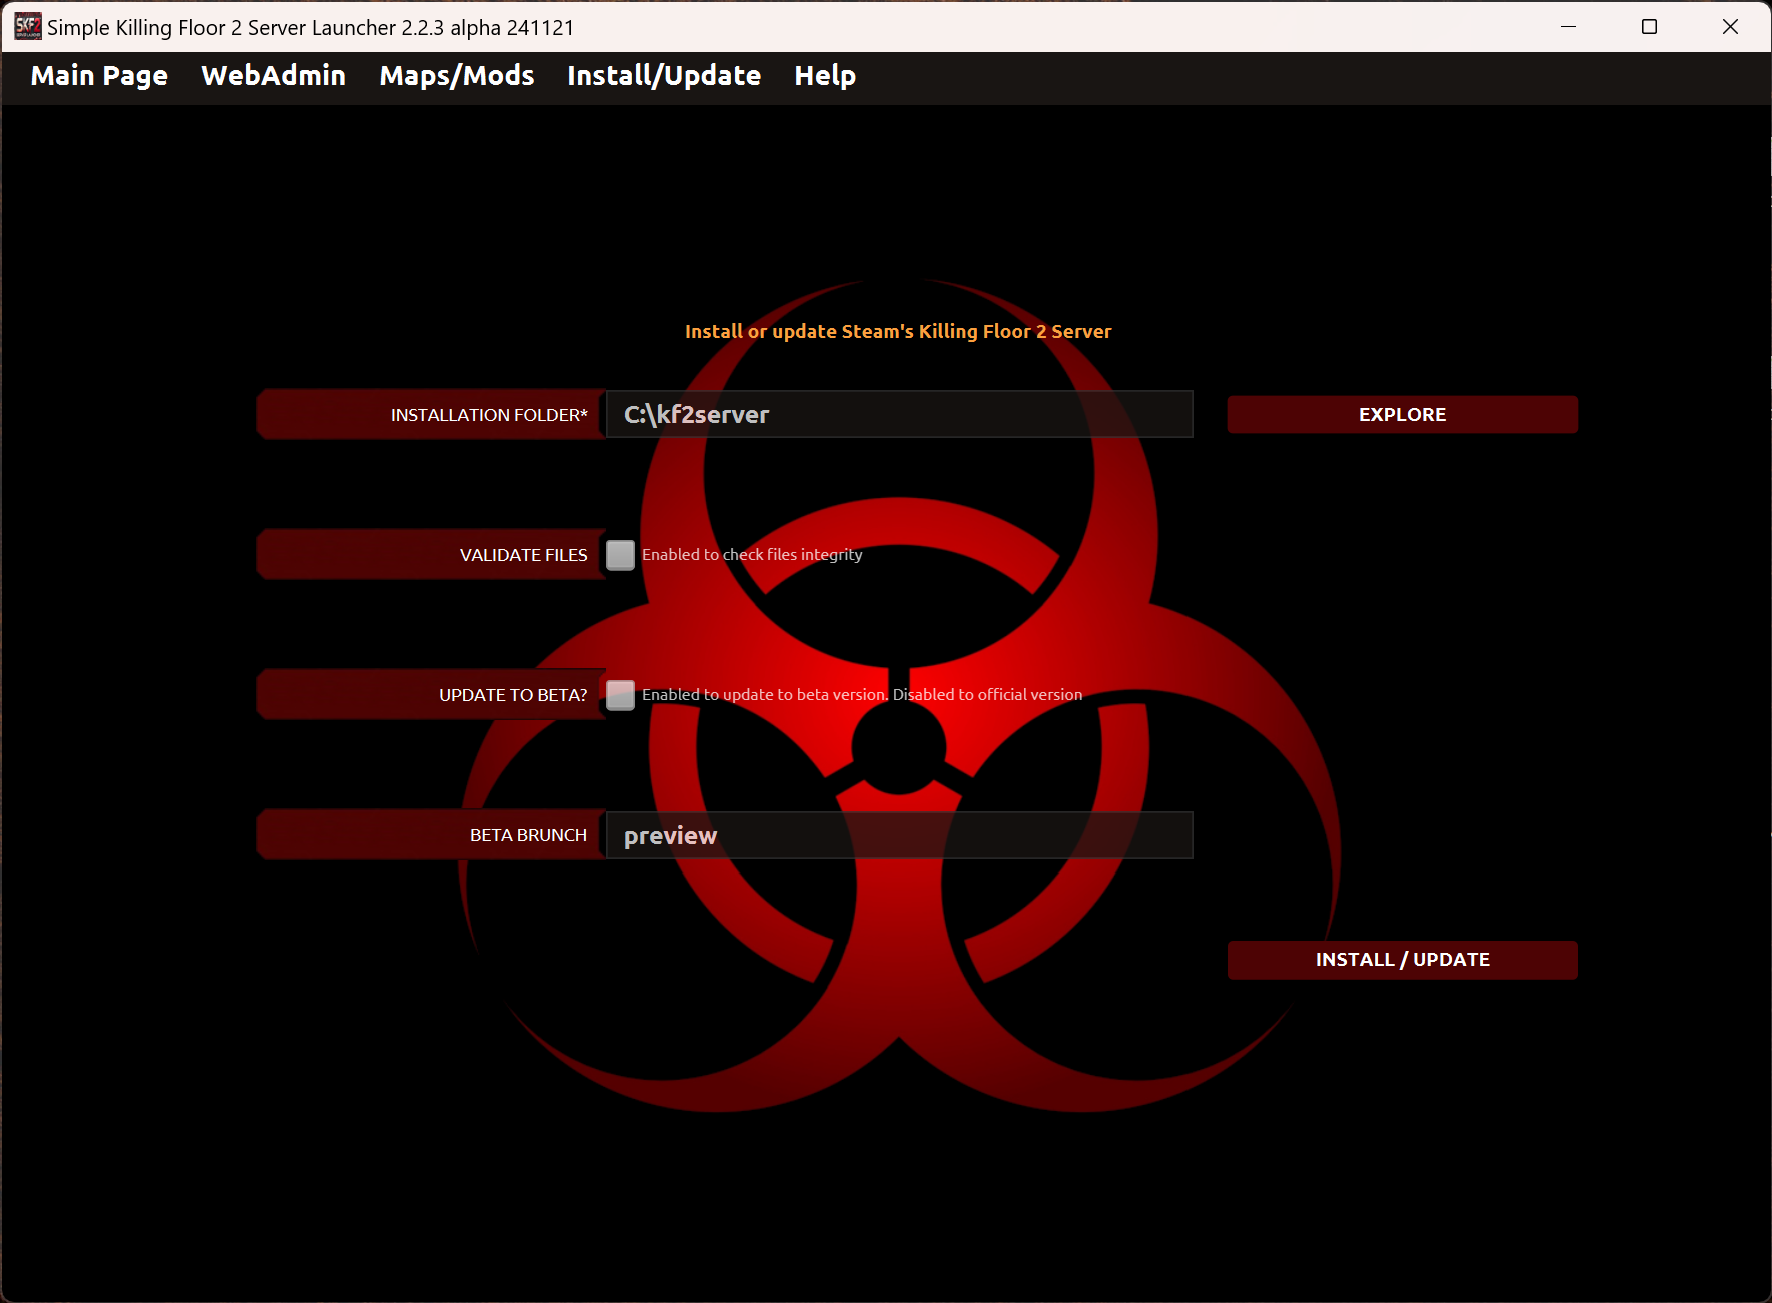 SKF2
Simple Killing Floor 2 Server Launcher 2.2.3 alpha 241121
Main Page WebAdmin Maps/Mods Install/Update Help
Install or update Steam's Killing Floor 2 Server
INSTALLATION FOLDER* C:\kf2server EXPLORE
VALIDATE FILES Enabled to check files integrity
UPDATE TO BETA? Enabled to update to beta version. Disabled to official version
BETA BRUNCH preview
INSTALL / UPDATE